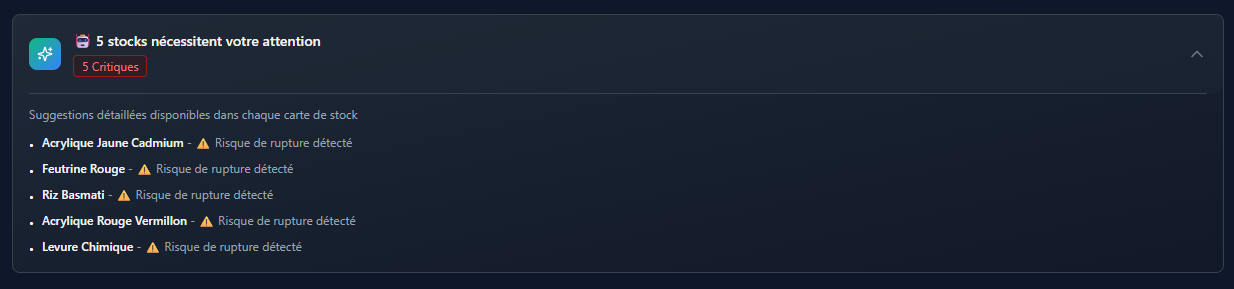 🤖 5 stocks nécessitent votre attention
5 Critiques
Suggestions détaillées disponibles dans chaque carte de stock
• Acrylique Jaune Cadmium - ⚠️ Risque de rupture détecté
• Feutrine Rouge - ⚠️ Risque de rupture détecté
• Riz Basmati - ⚠️ Risque de rupture détecté
• Acrylique Rouge Vermillon - ⚠️ Risque de rupture détecté
• Levure Chimique - ⚠️ Risque de rupture détecté